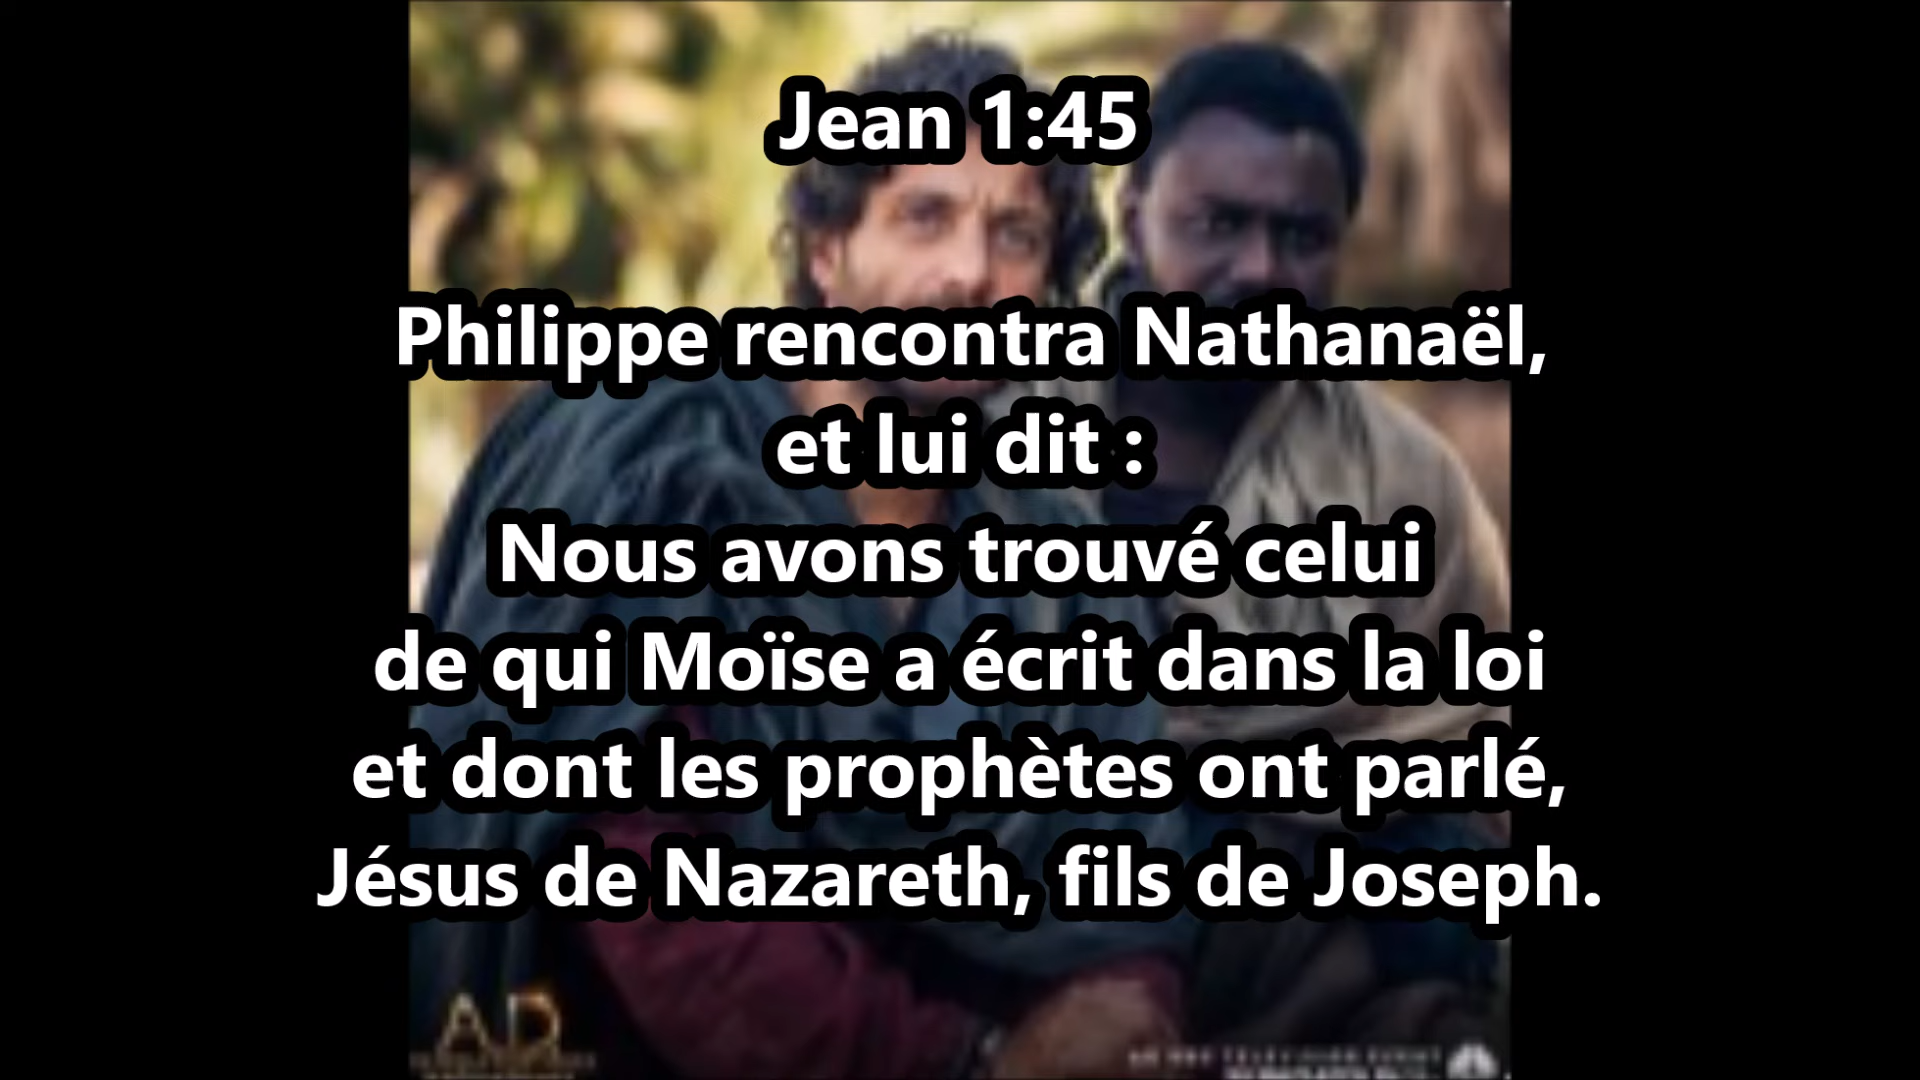 Jean 1:45
Philippe rencontra Nathanaël,
et lui dit :
Nous avons trouvé celui
de qui Moïse a écrit dans la loi
et dont les prophètes ont parlé,
Jésus de Nazareth, fils de Joseph.
AD